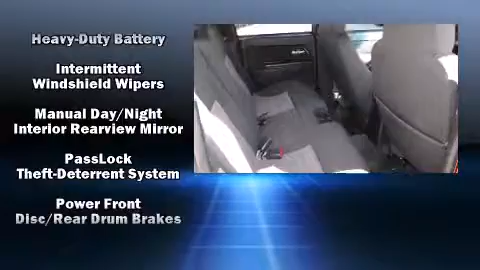 Heavy-Duty Battery
Intermittent
Windshield Wipers
Manual Day/Night
Interior Rearview Mirror
PassLock
Theft-Deterrent System
Power Front
Disc/Rear Drum Brakes